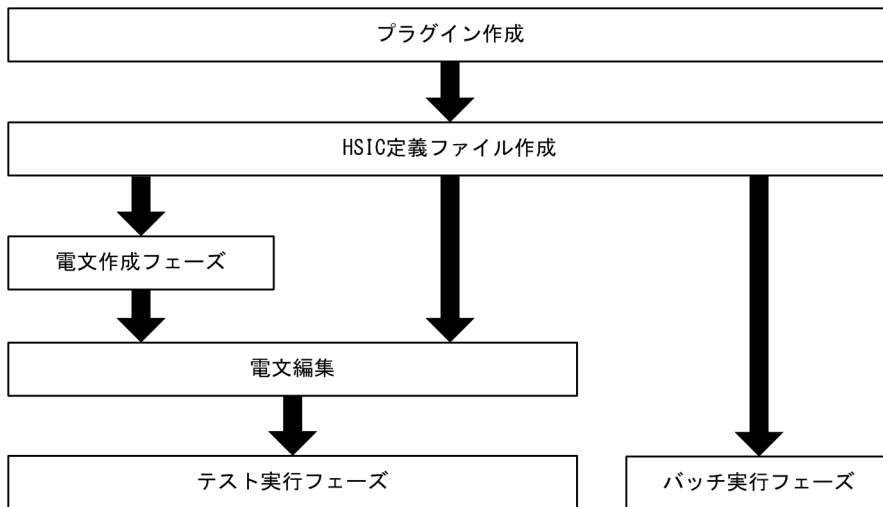 プラグイン作成
HSIC定義ファイル作成
電文作成フェーズ
電文編集
テスト実行フェーズ
バッチ実行フェーズ